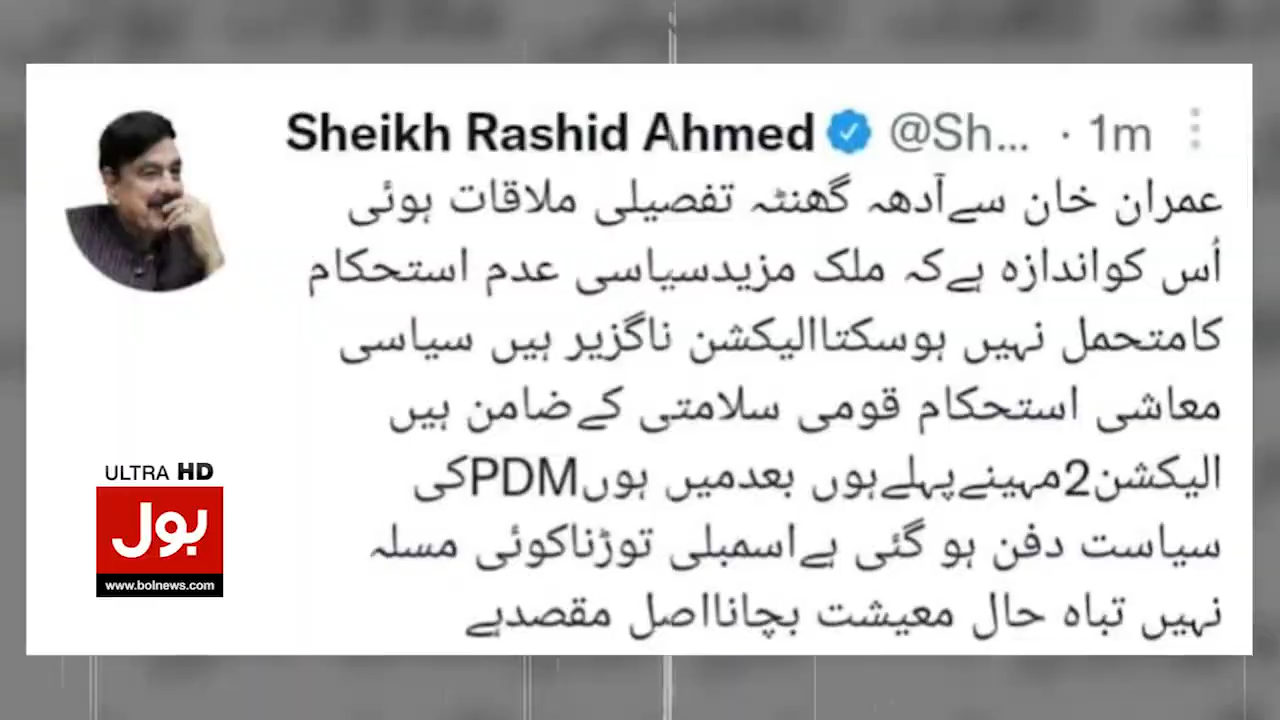 Sheikh Rashid Ahmed @Sh... · 1m
عمران خان سےآدھہ گھنٹہ تفصیلی ملاقات ہوئی
اُس کواندازہ ہےکہ ملک مزیدسیاسی عدم استحکام
کامتحمل نہیں ہوسکتاالیکشن ناگزیر ہیں سیاسی
معاشی استحکام قومی سلامتی کےضامن ہیں
الیکشن2مہینےپہلےہوں بعدمیں ہوںPDMکی
سیاست دفن ہو گئی ہےاسمبلی توڑناکوئی مسلہ
نہیں تباہ حال معیشت بچانااصل مقصدہے
ULTRA HD
بول
www.bolnews.com